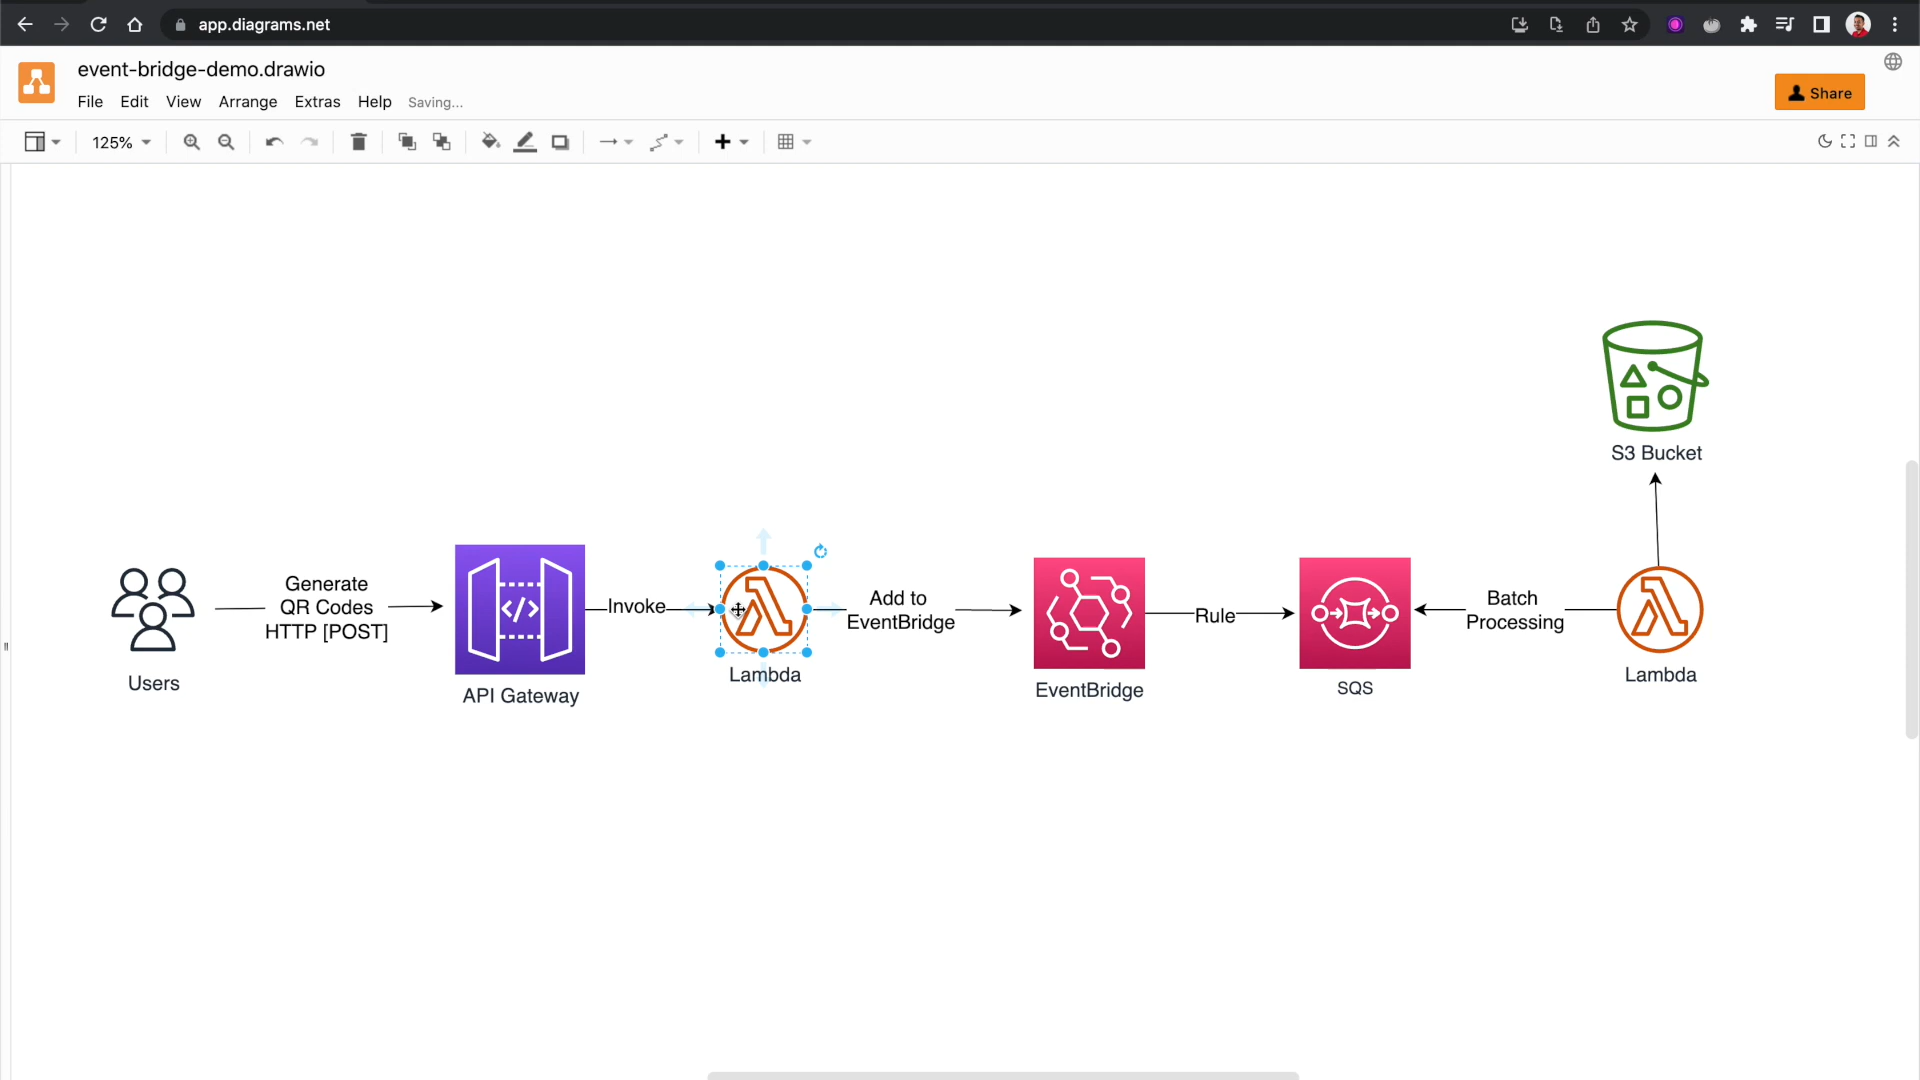 app.diagrams.net
event-bridge-demo.drawio
File Edit View Arrange Extras Help Saving...
Share
125%
S3 Bucket
Generate
QR Codes
HTTP [POST]
Invoke
Add to
EventBridge
Rule
Batch
Processing
Users
API Gateway
Lambda
EventBridge
SQS
Lambda